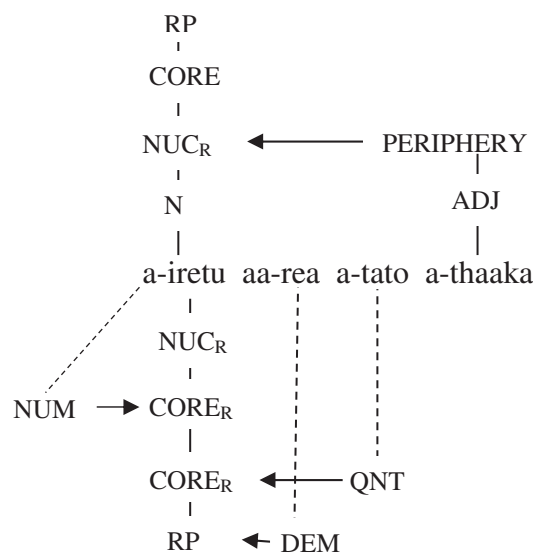 RP
CORE
NUCR PERIPHERY
N ADJ
a-iretu aa-rea a-tato a-thaaka
NUCR
NUM CORER
CORER QNT
RP DEM